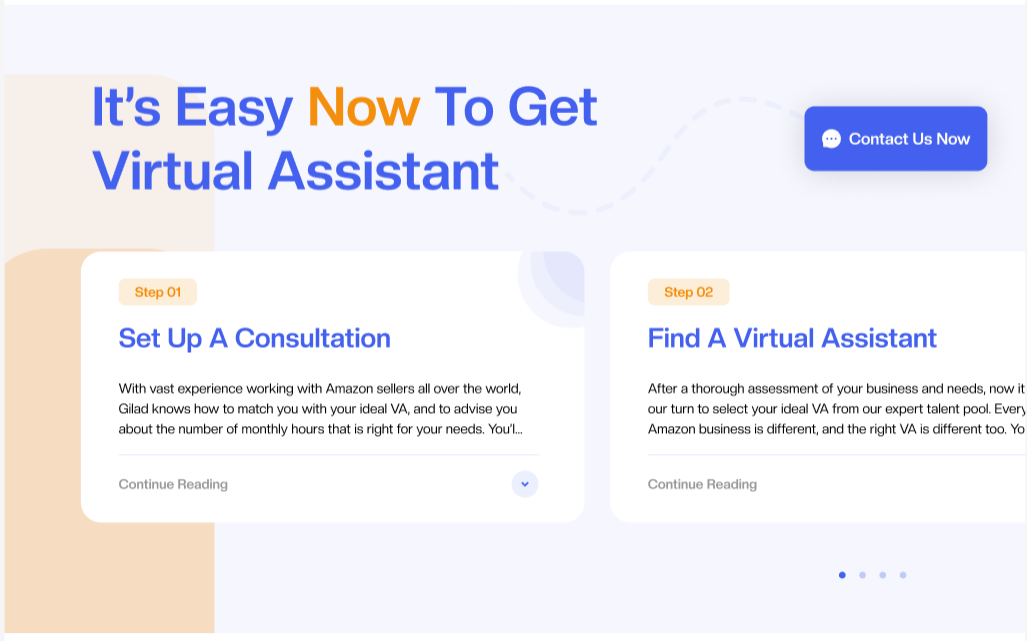 It's Easy Now To Get
Virtual Assistant
Contact Us Now
Step 01
Set Up A Consultation
With vast experience working with Amazon sellers all over the world,
Gilad knows how to match you with your ideal VA, and to advise you
about the number of monthly hours that is right for your needs. You'l...
Continue Reading
Step 02
Find A Virtual Assistant
After a thorough assessment of your business and needs, now it
our turn to select your ideal VA from our expert talent pool. Every
Amazon business is different, and the right VA is different too. Yo
Continue Reading